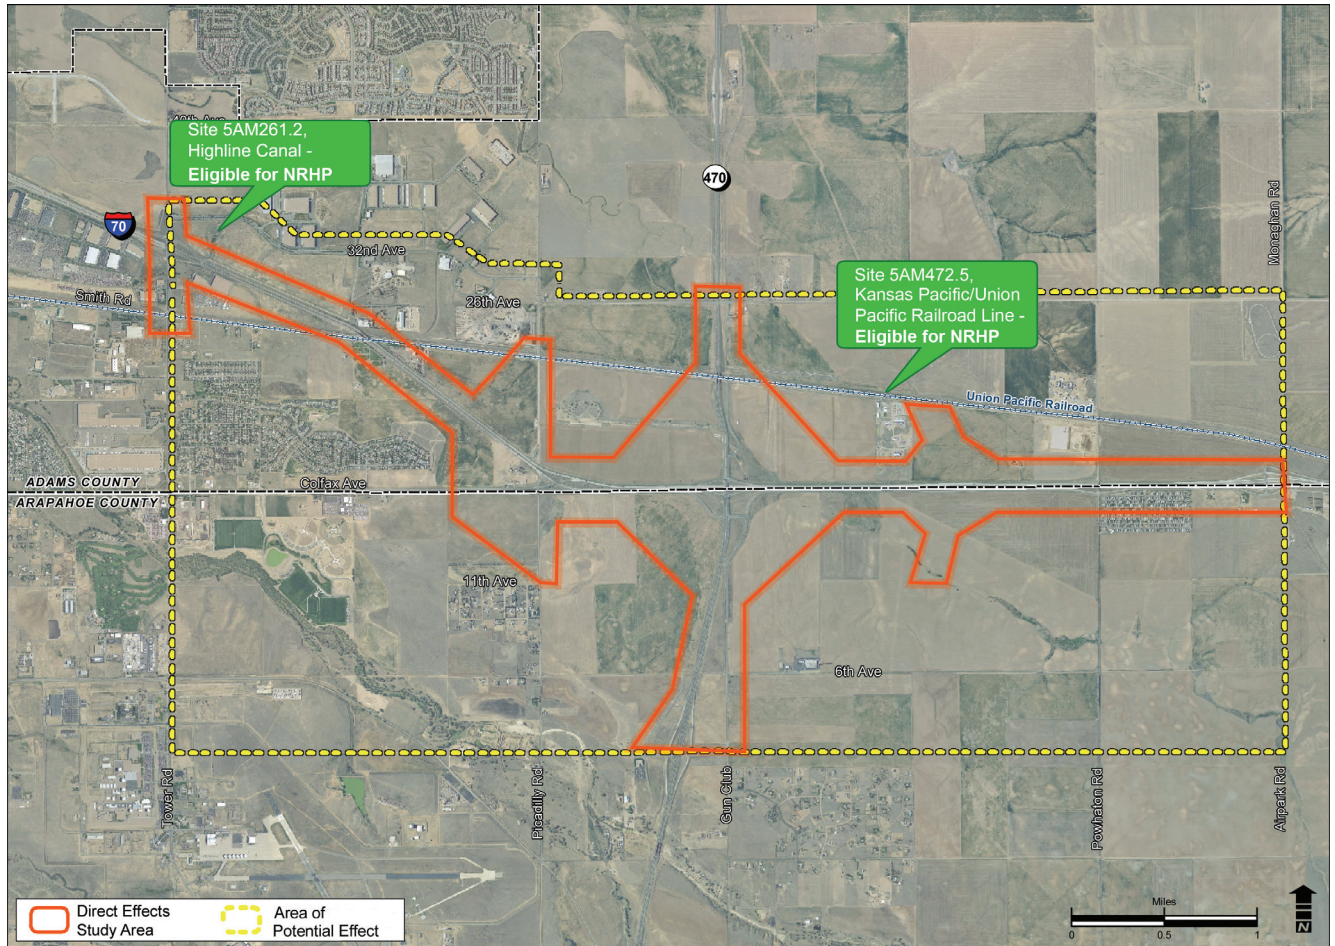 40th Ave
Site 5AM261.2,
Highline Canal -
Eligible for NRHP
470
70
32nd Ave
Monaghan Rd
Smith Rd
26th Ave
Site 5AM472.5,
Kansas Pacific/Union
Pacific Railroad Line -
Eligible for NRHP
Union Pacific Railroad
ADAMS COUNTY
ARAPAHOE COUNTY
Colfax Ave
11th Ave
6th Ave
Tower Rd
Picadilly Rd
Gun Club
Powhaton Rd
Airpark Rd
Direct Effects
Study Area
Area of
Potential Effect
Miles
0 0.5 1
N